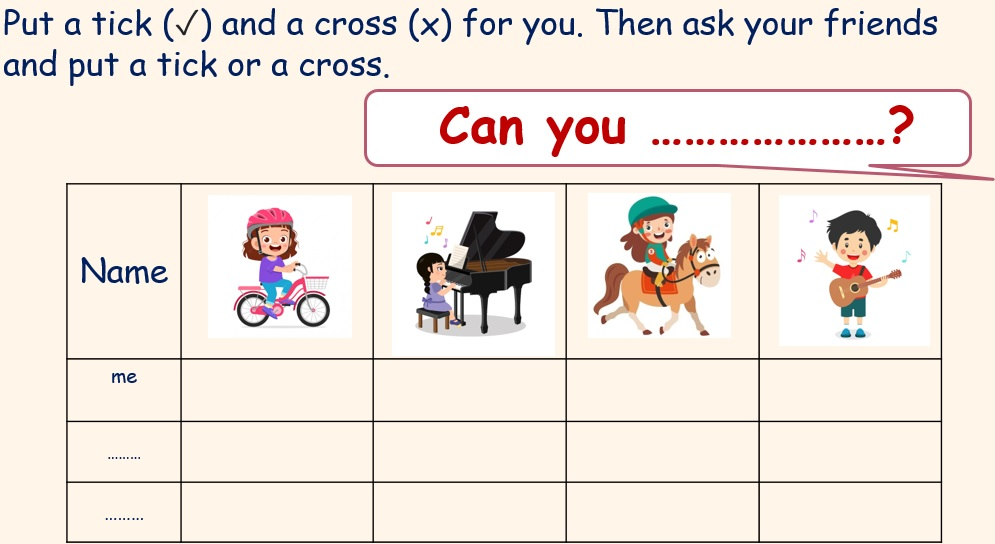 Put a tick (✓) and a cross (x) for you. Then ask your friends
and put a tick or a cross.
Can you ...................?
Name
me
.........
.........